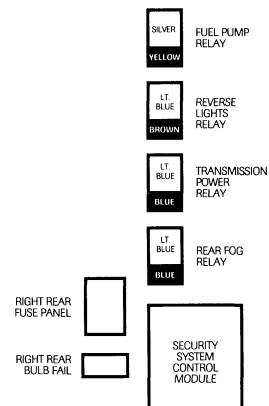 SILVER
YELLOW
FUEL PUMP
RELAY
LT.
BLUE
BROWN
REVERSE
LIGHTS
RELAY
LT.
BLUE
BLUE
TRANSMISSION
POWER
RELAY
LT.
BLUE
BLUE
REAR FOG
RELAY
RIGHT REAR
FUSE PANEL
RIGHT REAR
BULB FAIL
SECURITY
SYSTEM
CONTROL
MODULE